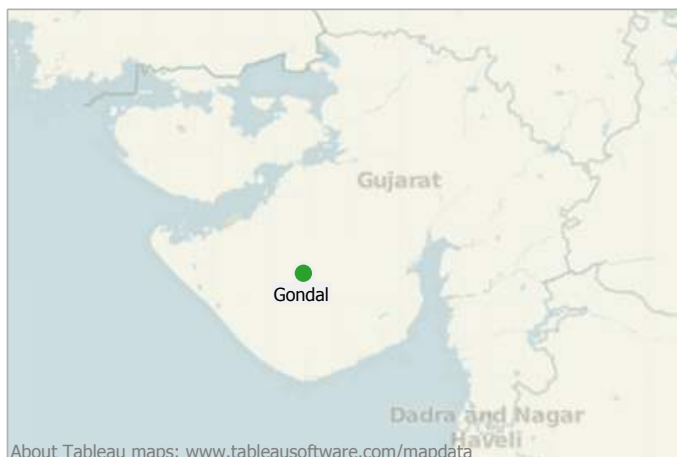 Gujarat
Gondal
Dadra and Nagar
Haveli
About Tableau maps: www.tableausoftware.com/mapdata